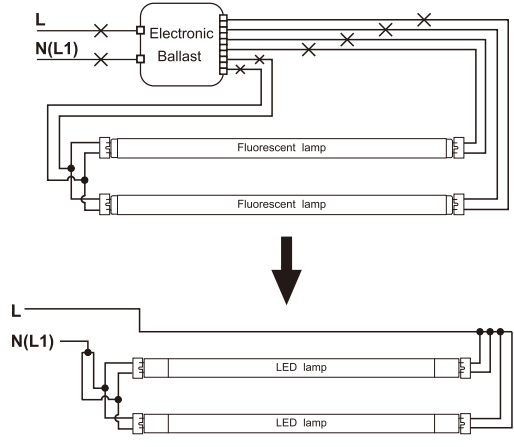 L
Electronic
N(L1)
Ballast
Fluorescent lamp
Fluorescent lamp
L
N(L1)
LED lamp
LED lamp